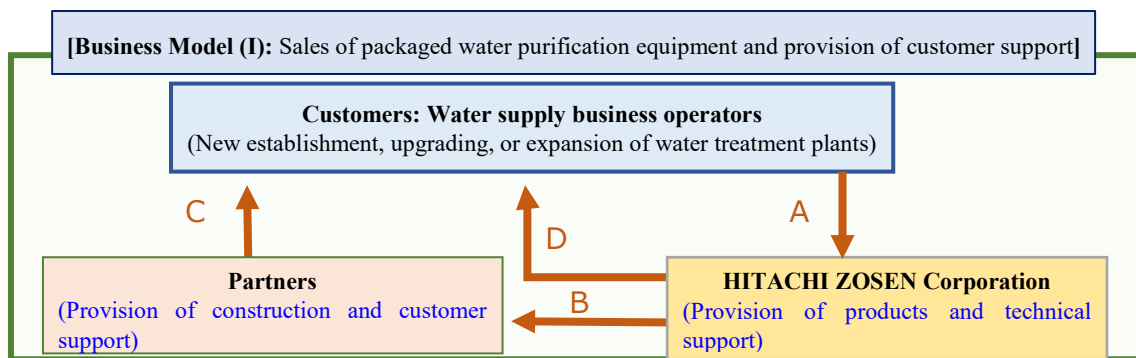 [Business Model (I): Sales of packaged water purification equipment and provision of customer support]
Customers: Water supply business operators
(New establishment, upgrading, or expansion of water treatment plants)
C
D
A
B
Partners
(Provision of construction and customer
support)
HITACHI ZOSEN Corporation
(Provision of products and technical
support)